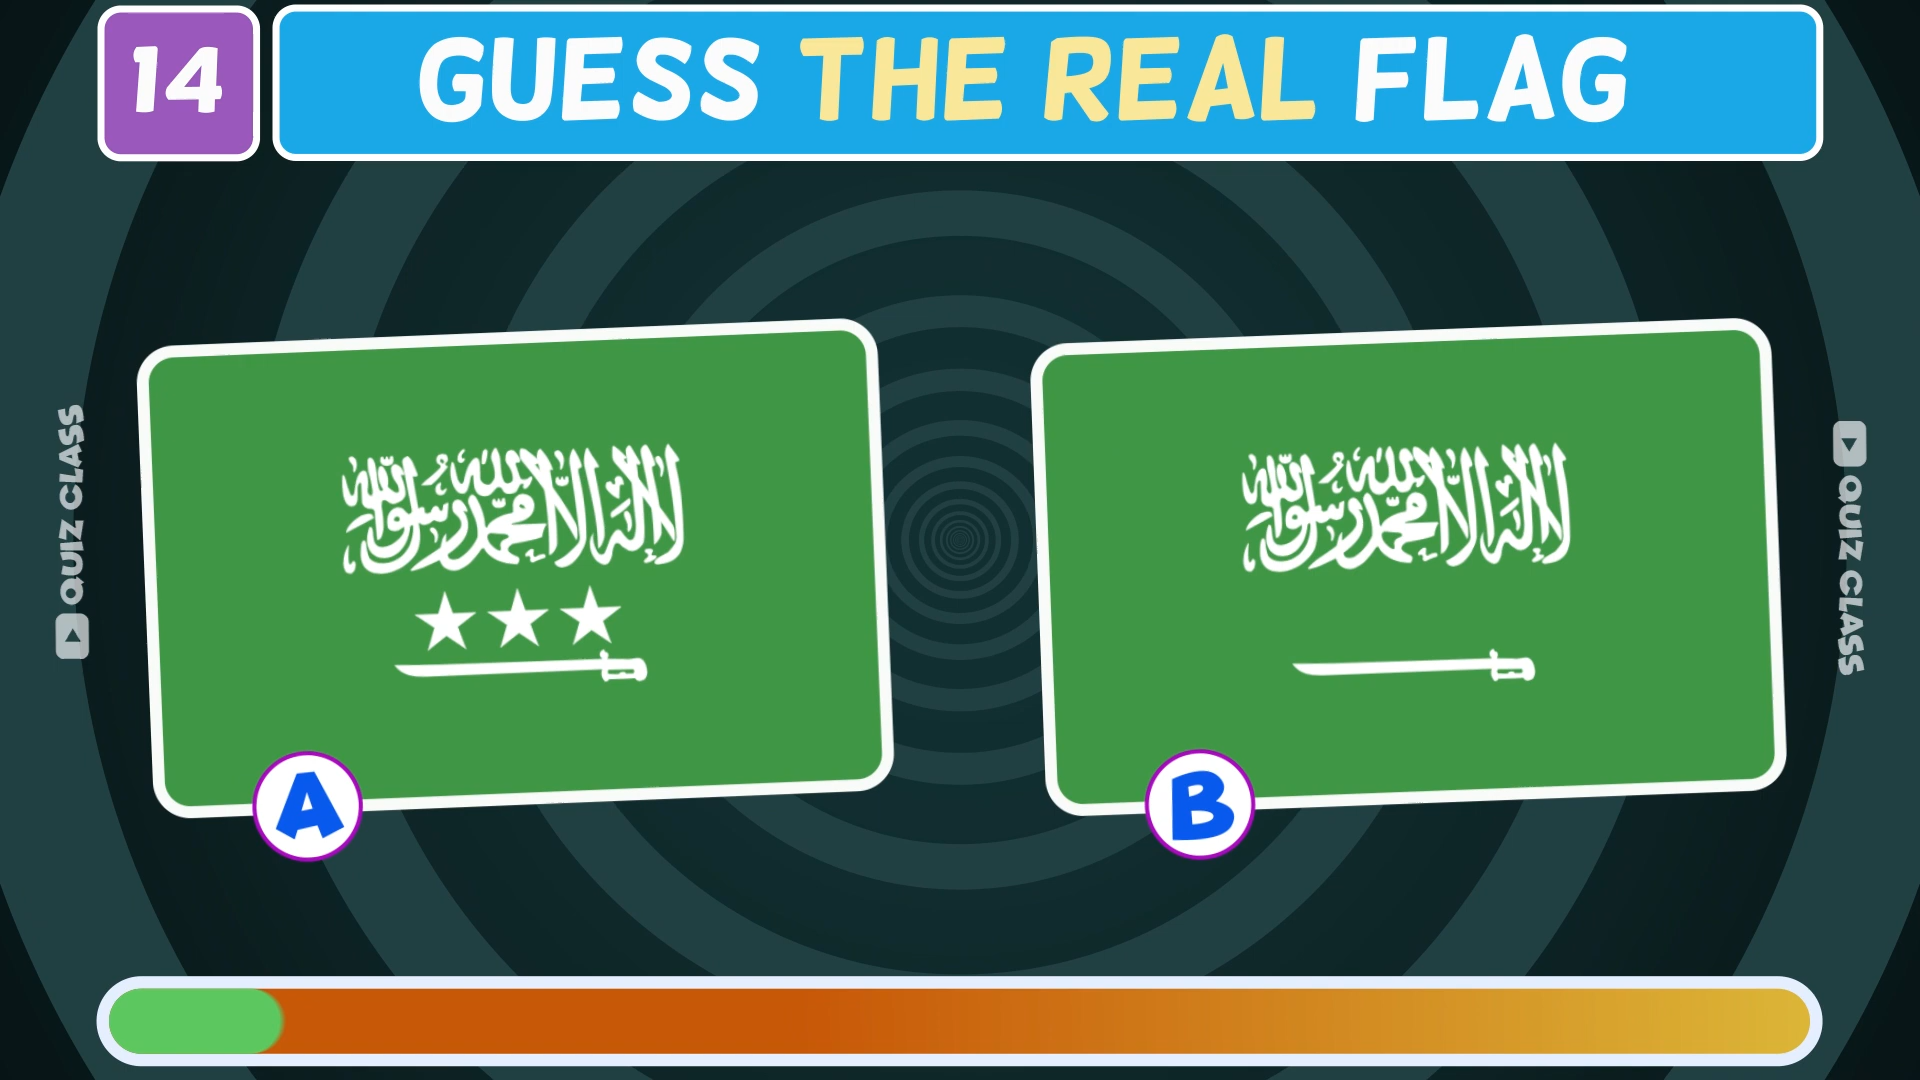 14
GUESS THE REAL FLAG
QUIZ CLASS
لا إله إلا الله محمد رسول الله
لا إله إلا الله محمد رسول الله
QUIZ CLASS
A
B